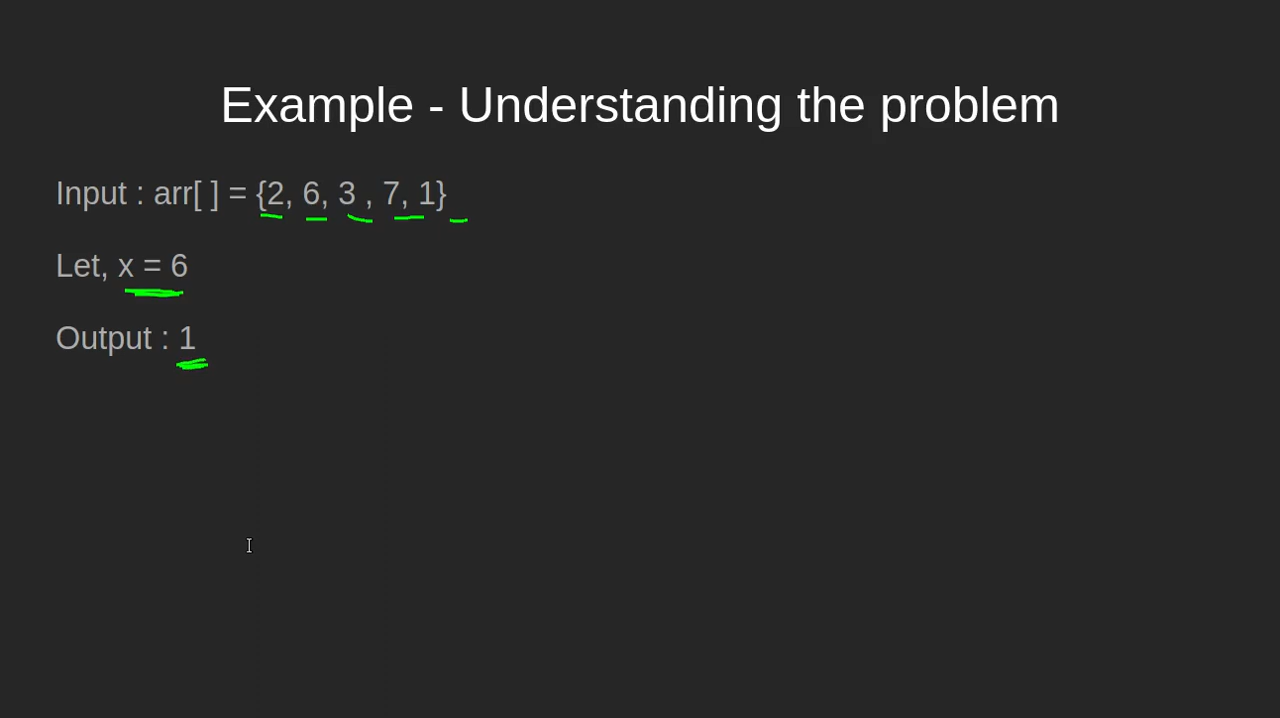 Example - Understanding the problem
Input : arr[ ] = {2, 6, 3 , 7, 1}
Let, x = 6
Output : 1